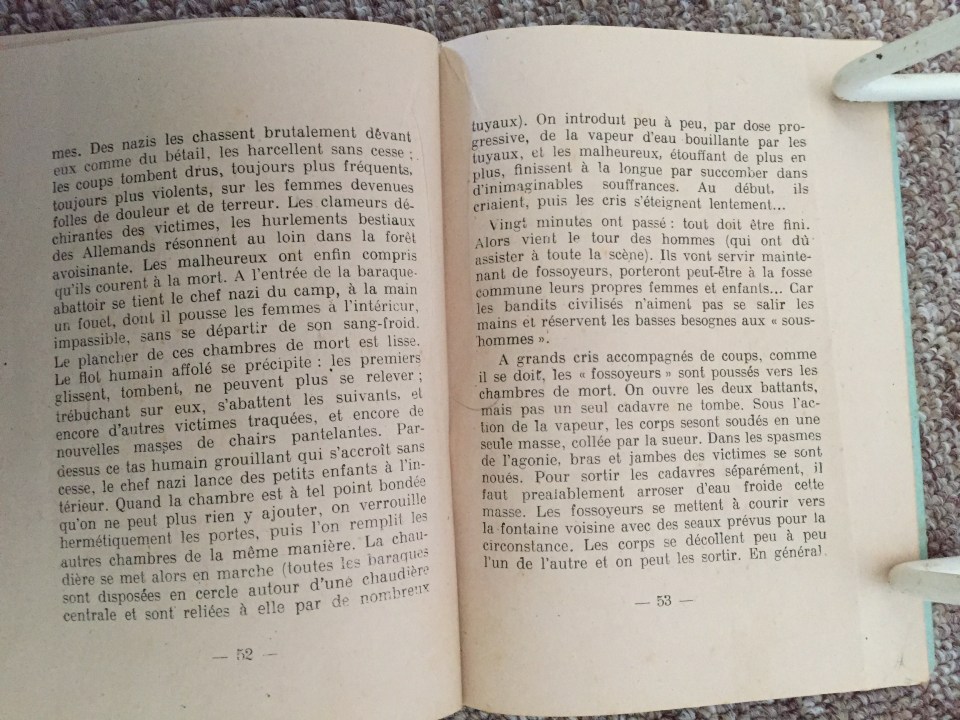 mes. Des nazis les chassent brutalement devant
eux comme du bétail, les harcellent sans cesse ;
les coups tombent drus, toujours plus fréquents,
toujours plus violents, sur les femmes devenues
folles de douleur et de terreur. Les clameurs dé-
chirantes des victimes, les hurlements bestiaux
des Allemands résonnent au loin dans la forêt
avoisinante. Les malheureux ont enfin compris
qu'ils courent à la mort. A l'entrée de la baraque-
abattoir se tient le chef nazi du camp, à la main
un fouet, dont il pousse les femmes à l'intérieur,
impassible, sans se départir de son sang-froid.
Le plancher de ces chambres de mort est lisse.
Le flot humain affolé se précipite : les premiers
glissent, tombent, ne peuvent plus se relever ;
trébuchant sur eux, s'abattent les suivants, et
encore d'autres victimes traquées, et encore de
nouvelles masses de chairs pantelantes. Par-
dessus ce tas humain grouillant qui s'accroît sans
cesse, le chef nazi lance des petits enfants à l'in-
térieur. Quand la chambre est à tel point bondée
qu'on ne peut plus rien y ajouter, on verrouille
hermétiquement les portes, puis l'on remplit les
autres chambres de la même manière. La chau-
dière se met alors en marche (toutes les baraques
sont disposées en cercle autour d'une chaudière
centrale et sont reliées à elle par de nombreux
— 52 —
tuyaux). On introduit peu à peu, par dose pro-
gressive, de la vapeur d'eau bouillante par les
tuyaux, et les malheureux, étouffant de plus en
plus, finissent à la longue par succomber dans
d'inimaginables souffrances. Au début, ils
criaient, puis les cris s'éteignent lentement...
Vingt minutes ont passé : tout doit être fini.
Alors vient le tour des hommes (qui ont dû
assister à toute la scène). Ils vont servir mainte-
nant de fossoyeurs, porteront peut-être à la fosse
commune leurs propres femmes et enfants... Car
les bandits civilisés n'aiment pas se salir les
mains et réservent les basses besognes aux « sous-
hommes ».
A grands cris accompagnés de coups, comme
il se doit, les « fossoyeurs » sont poussés vers les
chambres de mort. On ouvre les deux battants,
mais pas un seul cadavre ne tombe. Sous l'ac-
tion de la vapeur, les corps sesont soudés en une
seule masse, collée par la sueur. Dans les spasmes
de l'agonie, bras et jambes des victimes se sont
noués. Pour sortir les cadavres séparément, il
faut prealablement arroser d'eau froide cette
masse. Les fossoyeurs se mettent à courir vers
la fontaine voisine avec des seaux prévus pour la
circonstance. Les corps se décollent peu à peu
l'un de l'autre et on peut les sortir. En général
— 53 —